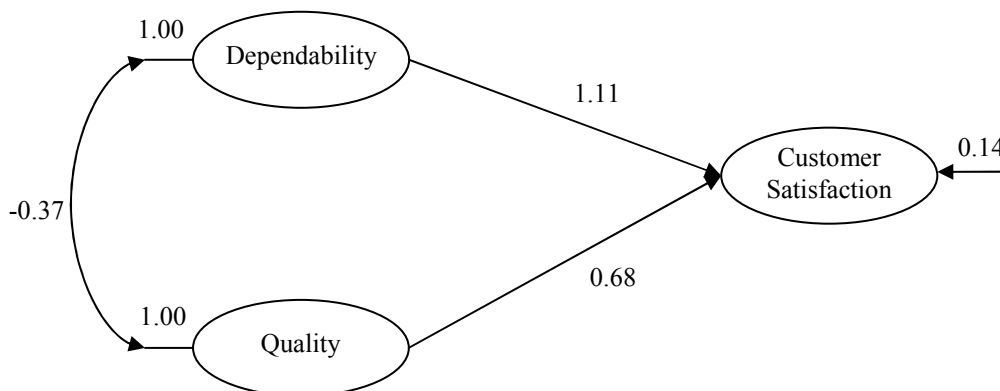 1.00
Dependability
1.11
Customer
Satisfaction
0.14
-0.37
0.68
1.00
Quality